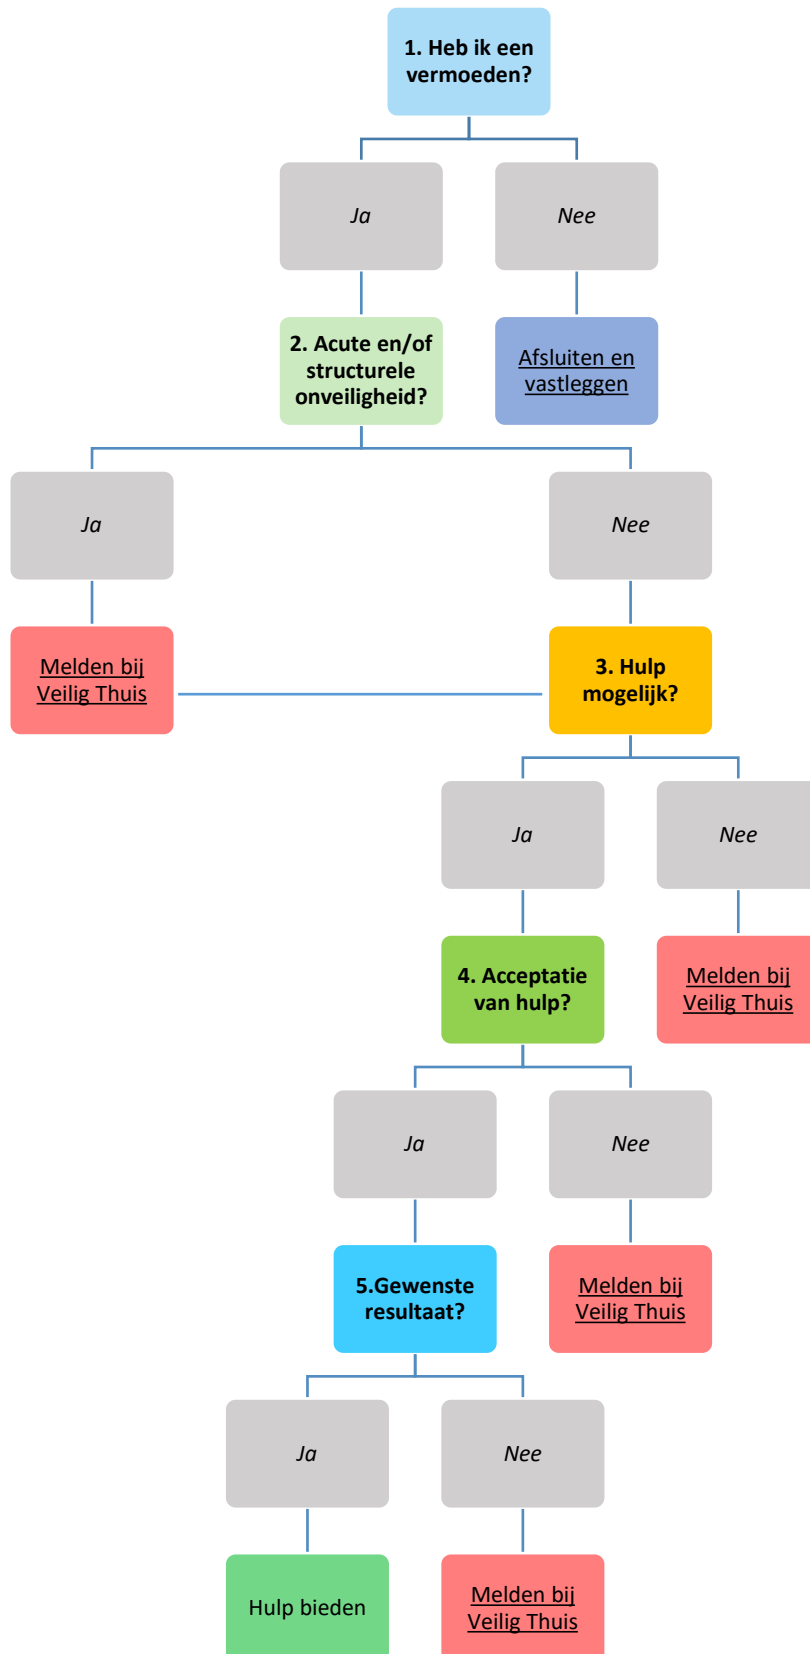 1. Heb ik een
vermoeden?
Ja
Nee
2. Acute en/of
structurele
onveiligheid?
Afsluiten en
vastleggen
Ja
Nee
Melden bij
Veilig Thuis
3. Hulp
mogelijk?
Ja
Nee
4. Acceptatie
van hulp?
Melden bij
Veilig Thuis
Ja
Nee
5.Gewenste
resultaat?
Melden bij
Veilig Thuis
Ja
Nee
Hulp bieden
Melden bij
Veilig Thuis